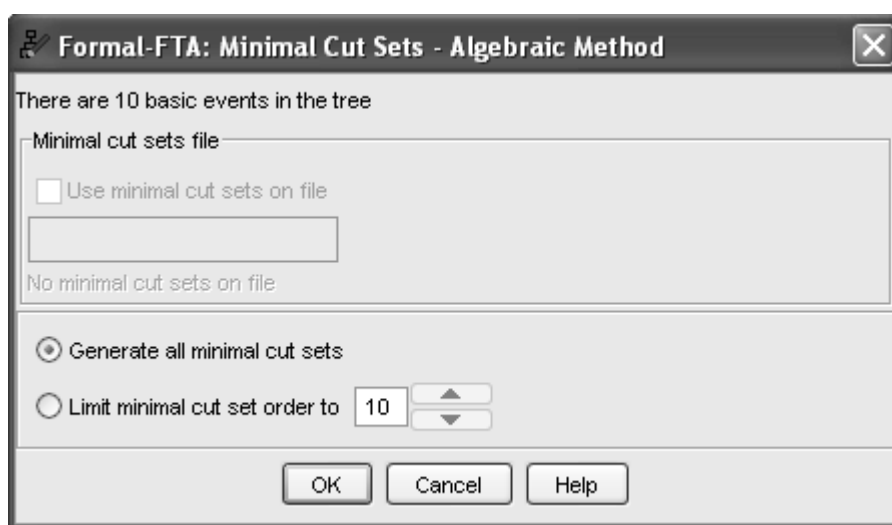 Formal-FTA: Minimal Cut Sets - Algebraic Method
There are 10 basic events in the tree
Minimal cut sets file
Use minimal cut sets on file
No minimal cut sets on file
Generate all minimal cut sets
Limit minimal cut set order to 10
OK Cancel Help